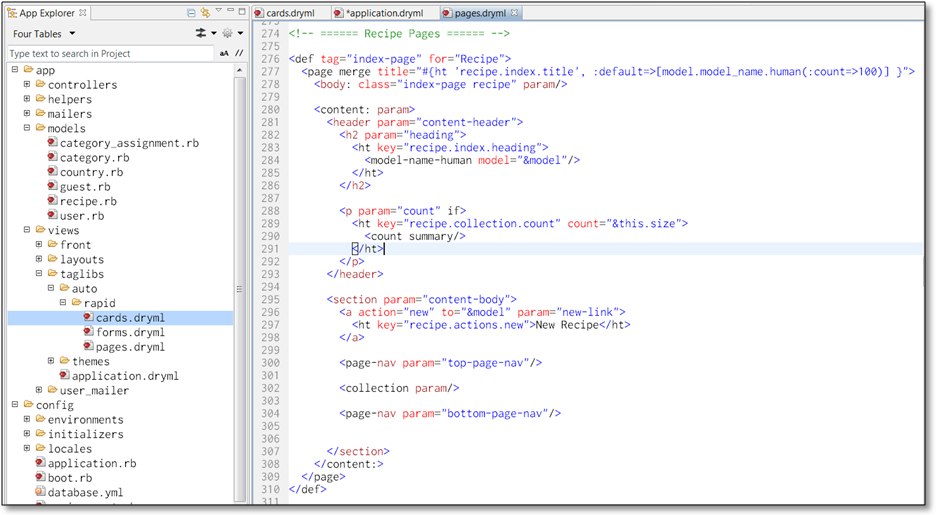 App Explorer
Four Tables
Type text to search in Project
aA //
app
controllers
helpers
mailers
models
category_assignment.rb
category.rb
country.rb
guest.rb
recipe.rb
user.rb
views
front
layouts
taglibs
auto
rapid
cards.dryml
forms.dryml
pages.dryml
themes
application.dryml
user_mailer
config
environments
initializers
locales
application.rb
boot.rb
database.yml
cards.dryml *application.dryml pages.dryml
274 <!-- ====== Recipe Pages ====== -->
275
276 <def tag="index-page" for="Recipe">
277 <page merge title="#{ht 'recipe.index.title', :default=>[model.model_name.human(:count=>100)] }">
278 <body: class="index-page recipe" param/>
279
280 <content: param>
281 <header param="content-header">
282 <h2 param="heading">
283 <ht key="recipe.index.heading">
284 <model-name-human model="&model"/>
285 </ht>
286 </h2>
287
288 <p param="count" if>
289 <ht key="recipe.collection.count" count="&this.size">
290 <count summary/>
291 </ht>
292 </p>
293 </header>
294
295 <section param="content-body">
296 <a action="new" to="&model" param="new-link">
297 <ht key="recipe.actions.new">New Recipe</ht>
298 </a>
299
300 <page-nav param="top-page-nav"/>
301
302 <collection param/>
303
304 <page-nav param="bottom-page-nav"/>
305
306
307 </section>
308 </content:>
309 </page>
310 </def>
311